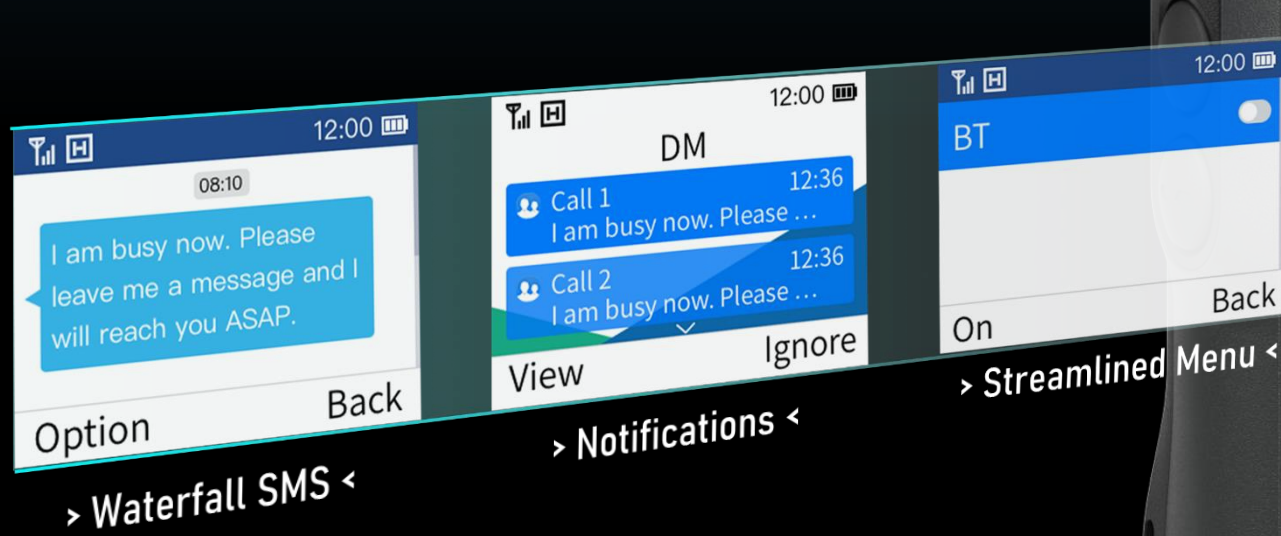 12:00
08:10
I am busy now. Please
leave me a message and I
will reach you ASAP.
Option Back
> Waterfall SMS <
12:00
DM
Call 1 12:36
I am busy now. Please ...
Call 2 12:36
I am busy now. Please ...
View Ignore
> Notifications <
12:00
BT
On Back
> Streamlined Menu <